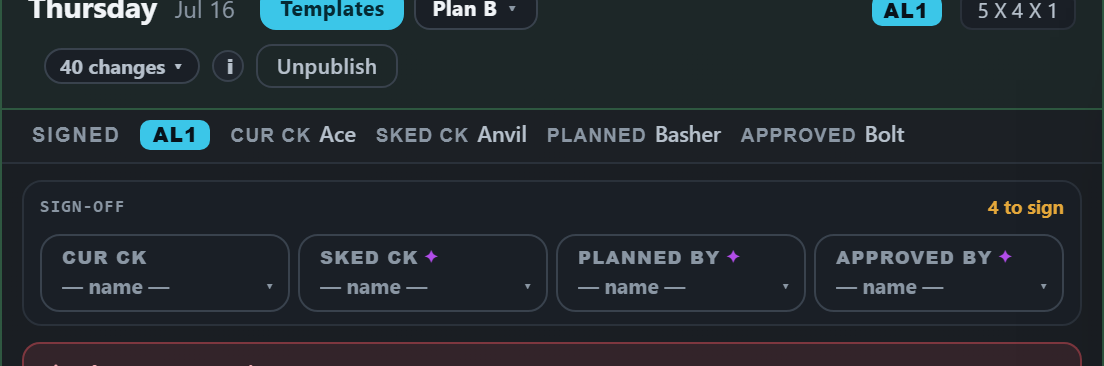 Thursday Jul 16 Templates Plan B AL1 5 X 4 X 1
40 changes i Unpublish
SIGNED AL1 CUR CK Ace SKED CK Anvil PLANNED Basher APPROVED Bolt
SIGN-OFF 4 to sign
CUR CK SKED CK PLANNED BY APPROVED BY
— name — — name — — name — — name —